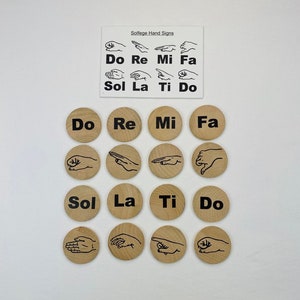 Solfege Hand Signs
Do Re Mi Fa
Sol La Ti Do
Do Re Mi Fa
Sol La Ti Do